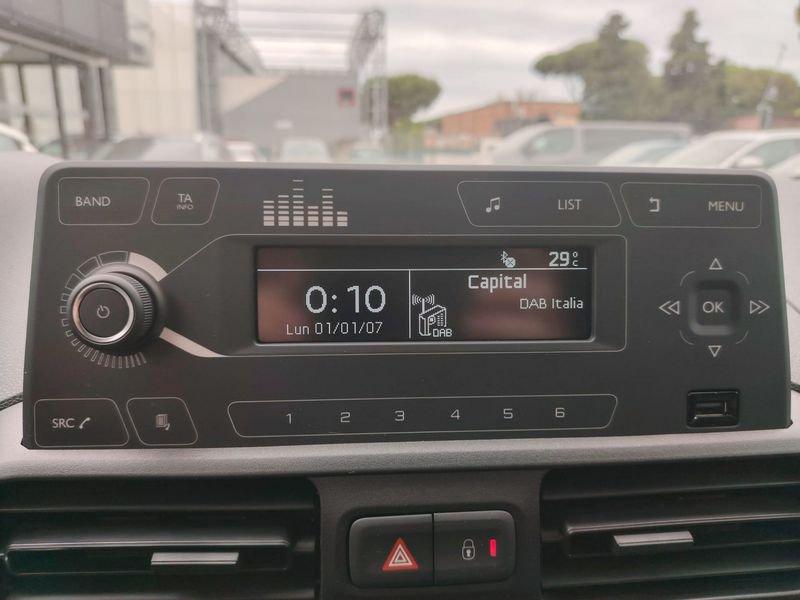 BAND
TA
INFO
LIST
MENU
29°C
0:10
Capital
DAB Italia
Lun 01/01/07
DAB
OK
SRC
1 2 3 4 5 6